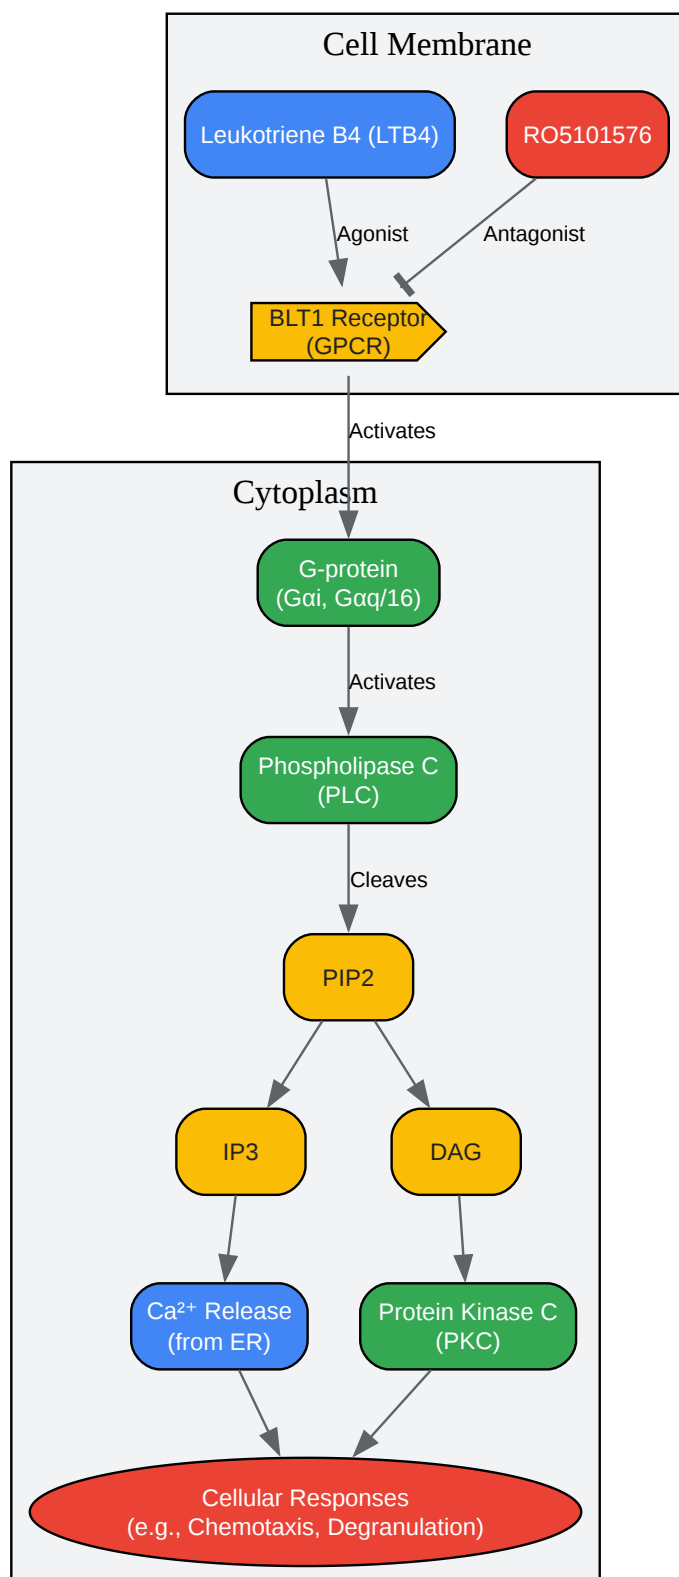 Cell Membrane
Leukotriene B4 (LTB4)
RO5101576
Agonist
Antagonist
BLT1 Receptor
(GPCR)
Activates
Cytoplasm
G-protein
(Gαi, Gαq/16)
Activates
Phospholipase C
(PLC)
Cleaves
PIP2
IP3
DAG
Ca²⁺ Release
(from ER)
Protein Kinase C
(PKC)
Cellular Responses
(e.g., Chemotaxis, Degranulation)